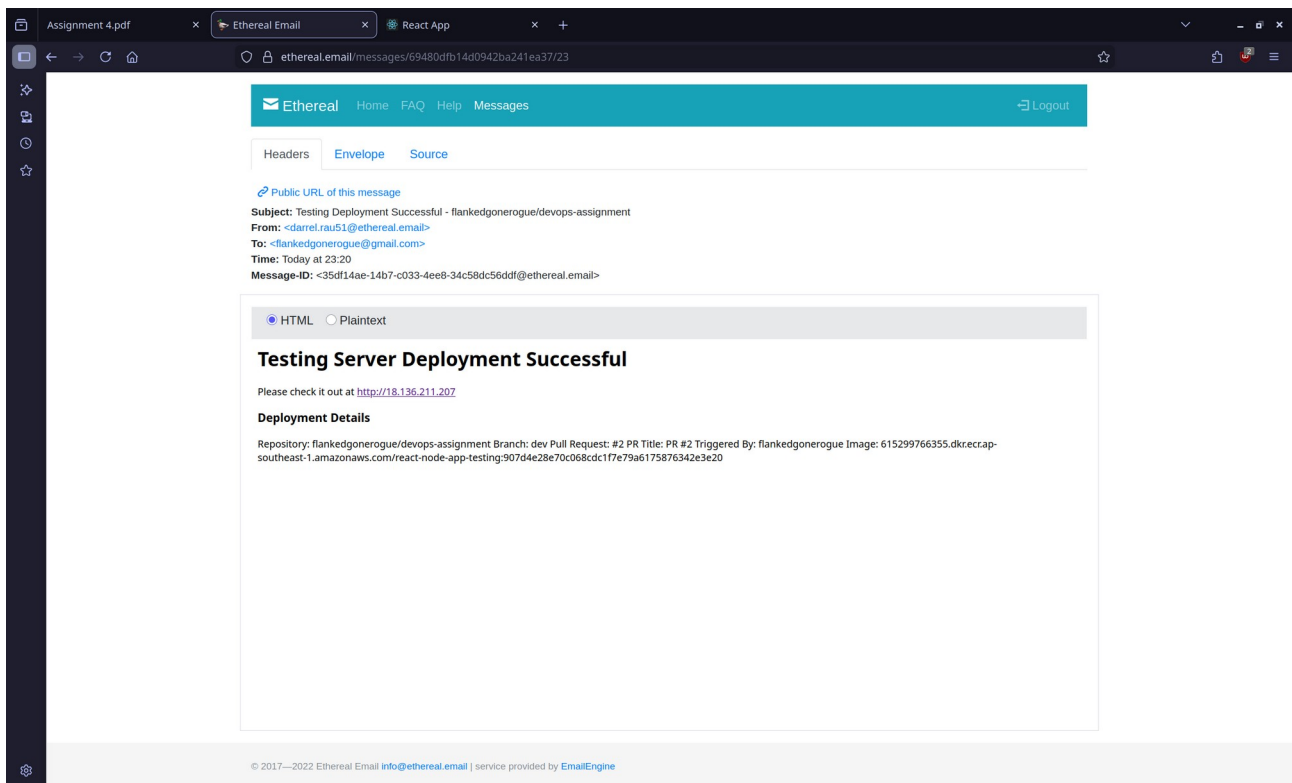 Assignment 4.pdf
Ethereal Email
React App
ethereal.email/messages/69480dfb14d0942ba241ea37/23
2
Ethereal Home FAQ Help Messages Logout
Headers Envelope Source
Public URL of this message
Subject: Testing Deployment Successful - flankedgonerogue/devops-assignment
From: <darrel.rau51@ethereal.email>
To: <flankedgonerogue@gmail.com>
Time: Today at 23:20
Message-ID: <35df14ae-14b7-c033-4ee8-34c58dc56ddf@ethereal.email>
HTML Plaintext
Testing Server Deployment Successful
Please check it out at http://18.136.211.207
Deployment Details
Repository: flankedgonerogue/devops-assignment Branch: dev Pull Request: #2 PR Title: PR #2 Triggered By: flankedgonerogue Image: 615299766355.dkr.ecr.ap-
southeast-1.amazonaws.com/react-node-app-testing:907d4e28e70c068cdc1f7e79a6175876342e3e20
© 2017—2022 Ethereal Email info@ethereal.email | service provided by EmailEngine